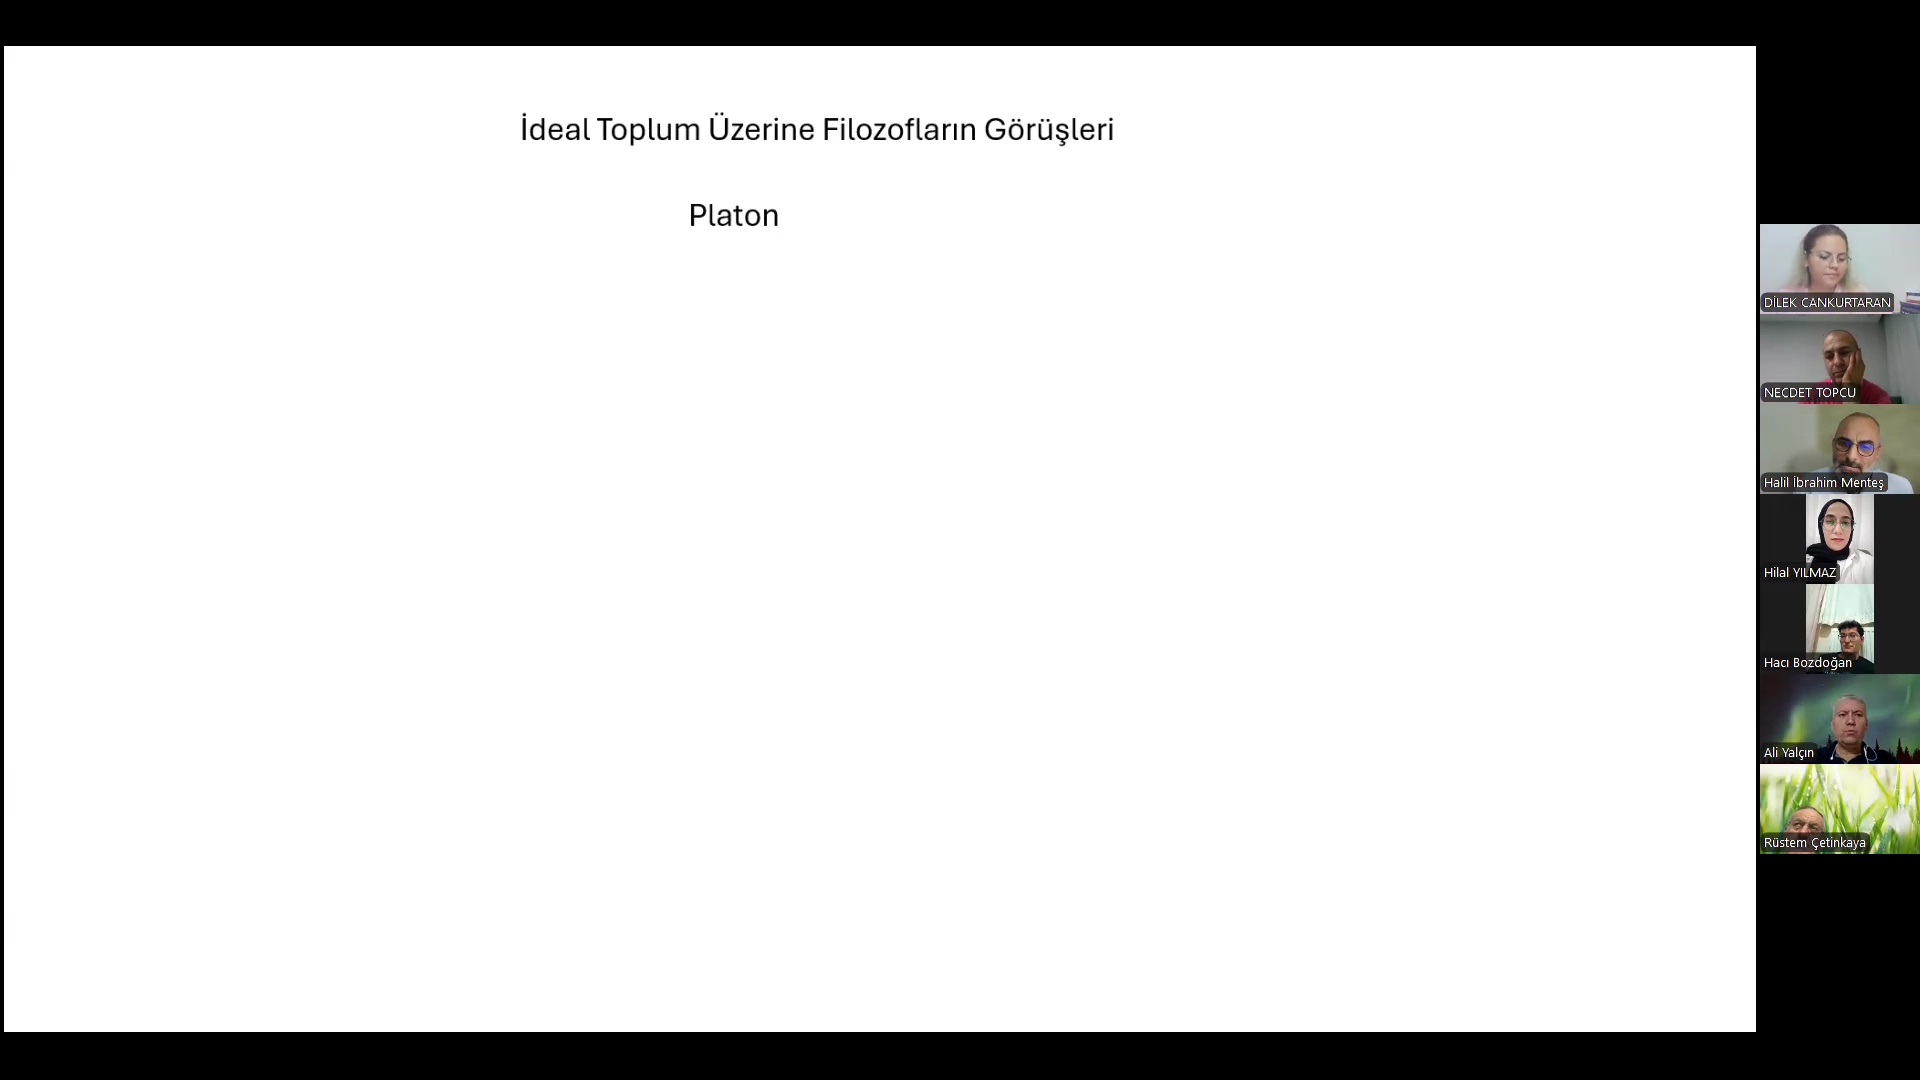 İdeal Toplum Üzerine Filozofların Görüşleri
Platon
DİLEK CANKURTARAN
NECDET TOPCU
Halil İbrahim Menteş
Hilal YILMAZ
Hacı Bozdoğan
Ali Yalçın
Rüstem Çetinkaya